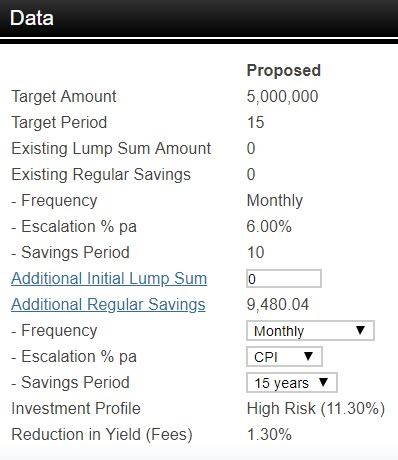 Data
Proposed
Target Amount 5,000,000
Target Period 15
Existing Lump Sum Amount 0
Existing Regular Savings 0
- Frequency Monthly
- Escalation % pa 6.00%
- Savings Period 10
Additional Initial Lump Sum 0
Additional Regular Savings 9,480.04
- Frequency Monthly
- Escalation % pa CPI
- Savings Period 15 years
Investment Profile High Risk (11.30%)
Reduction in Yield (Fees) 1.30%